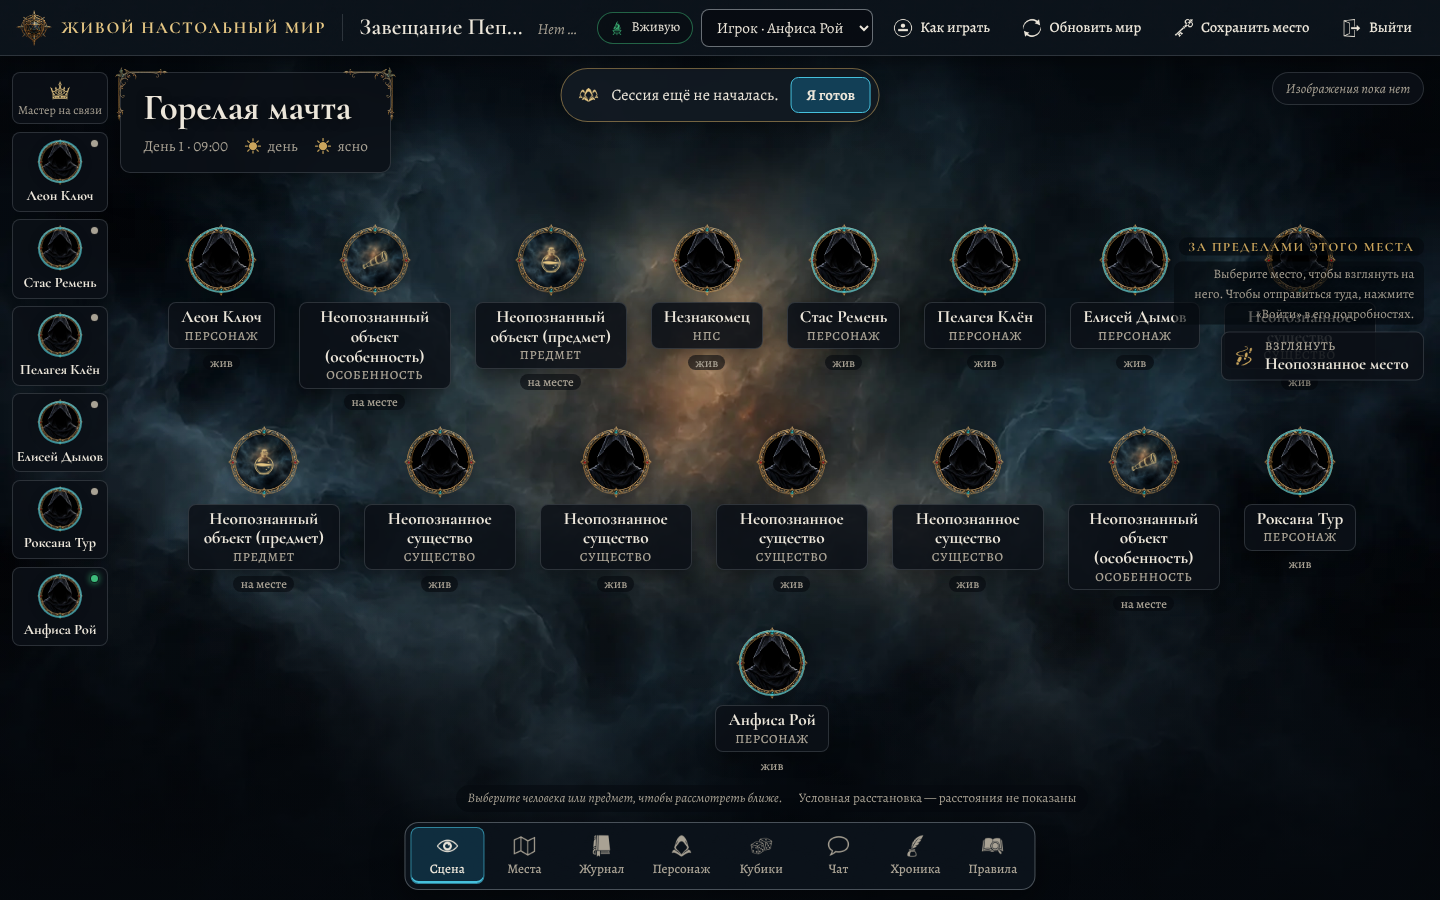 ЖИВОЙ НАСТОЛЬНЫЙ МИР
Завещание Пеп...
Нет ...
Вживую
Игрок · Анфиса Рой
Как играть
Обновить мир
Сохранить место
Выйти
Мастер на связи
Леон Ключ
Стас Ремень
Пелагея Клён
Елисей Дымов
Роксана Тур
Анфиса Рой
Горелая мачта
День 1 · 09:00
день
ясно
Сессия ещё не началась.
Я готов
Изображения пока нет
Леон Ключ
ПЕРСОНАЖ
жив
Неопознанный
объект
(особенность)
ОСОБЕННОСТЬ
на месте
Неопознанный
объект (предмет)
ПРЕДМЕТ
на месте
Незнакомец
НПС
жив
Стас Ремень
ПЕРСОНАЖ
жив
Пелагея Клён
ПЕРСОНАЖ
жив
Елисей Дымов
ПЕРСОНАЖ
жив
ЗА ПРЕДЕЛАМИ ЭТОГО МЕСТА
Выберите место, чтобы взглянуть на
него. Чтобы отправиться туда, нажмите
«Войти» в его подробностях.
Неопознанное
существо
СУЩЕСТВО
жив
ВЗГЛЯНУТЬ
Неопознанное место
Неопознанный
объект (предмет)
ПРЕДМЕТ
на месте
Неопознанное
существо
СУЩЕСТВО
жив
Неопознанное
существо
СУЩЕСТВО
жив
Неопознанное
существо
СУЩЕСТВО
жив
Неопознанное
существо
СУЩЕСТВО
жив
Неопознанный
объект
(особенность)
ОСОБЕННОСТЬ
на месте
Роксана Тур
ПЕРСОНАЖ
жив
Анфиса Рой
ПЕРСОНАЖ
жив
Выберите человека или предмет, чтобы рассмотреть ближе.
Условная расстановка — расстояния не показаны
Сцена
Места
Журнал
Персонаж
Кубики
Чат
Хроника
Правила